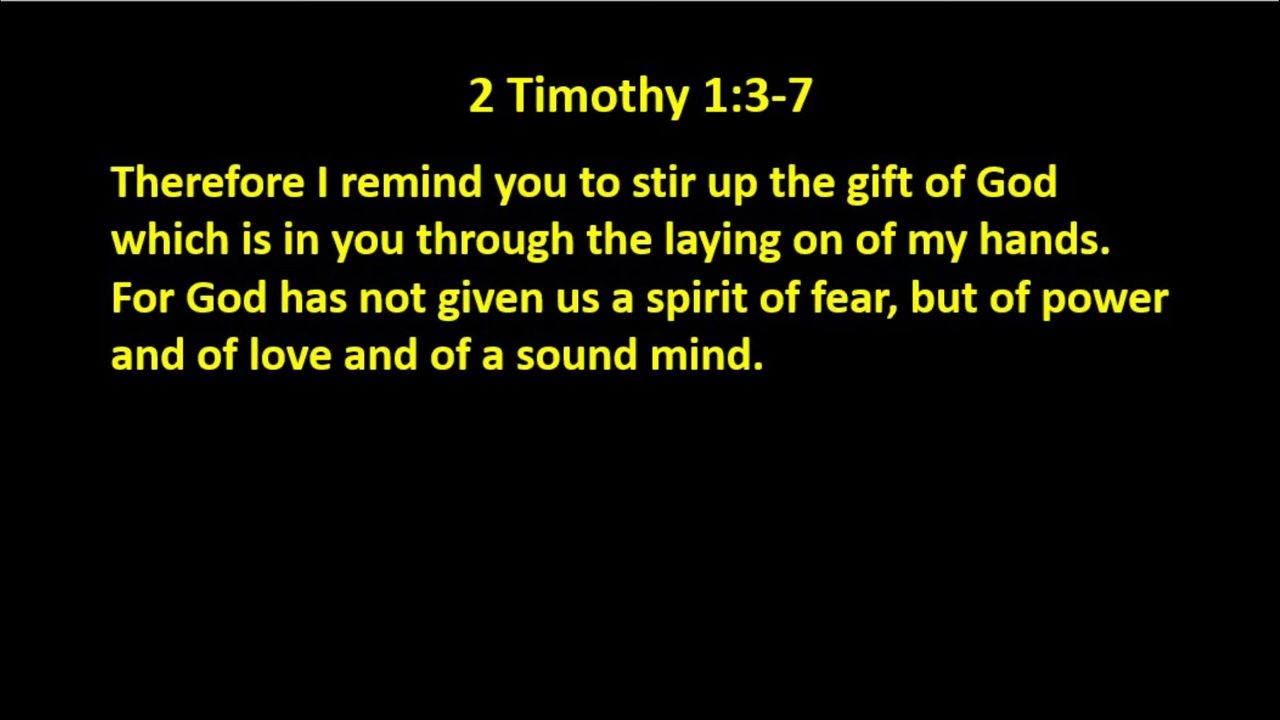 2 Timothy 1:3-7
Therefore I remind you to stir up the gift of God
which is in you through the laying on of my hands.
For God has not given us a spirit of fear, but of power
and of love and of a sound mind.